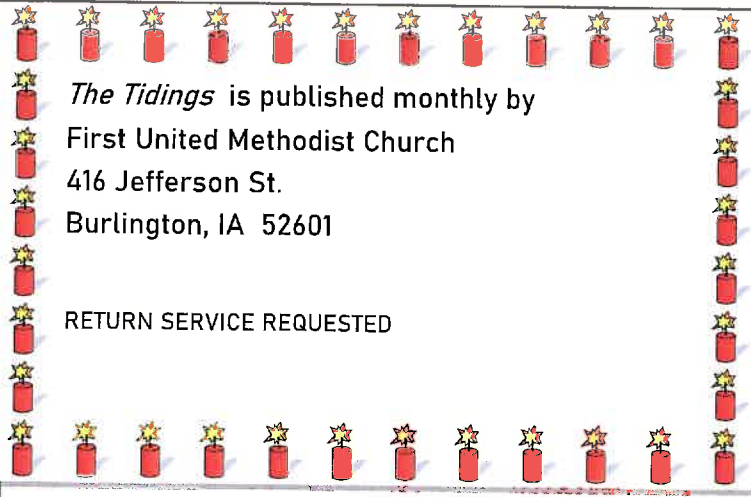 The Tidings is published monthly by
First United Methodist Church
416 Jefferson St.
Burlington, IA 52601
RETURN SERVICE REQUESTED